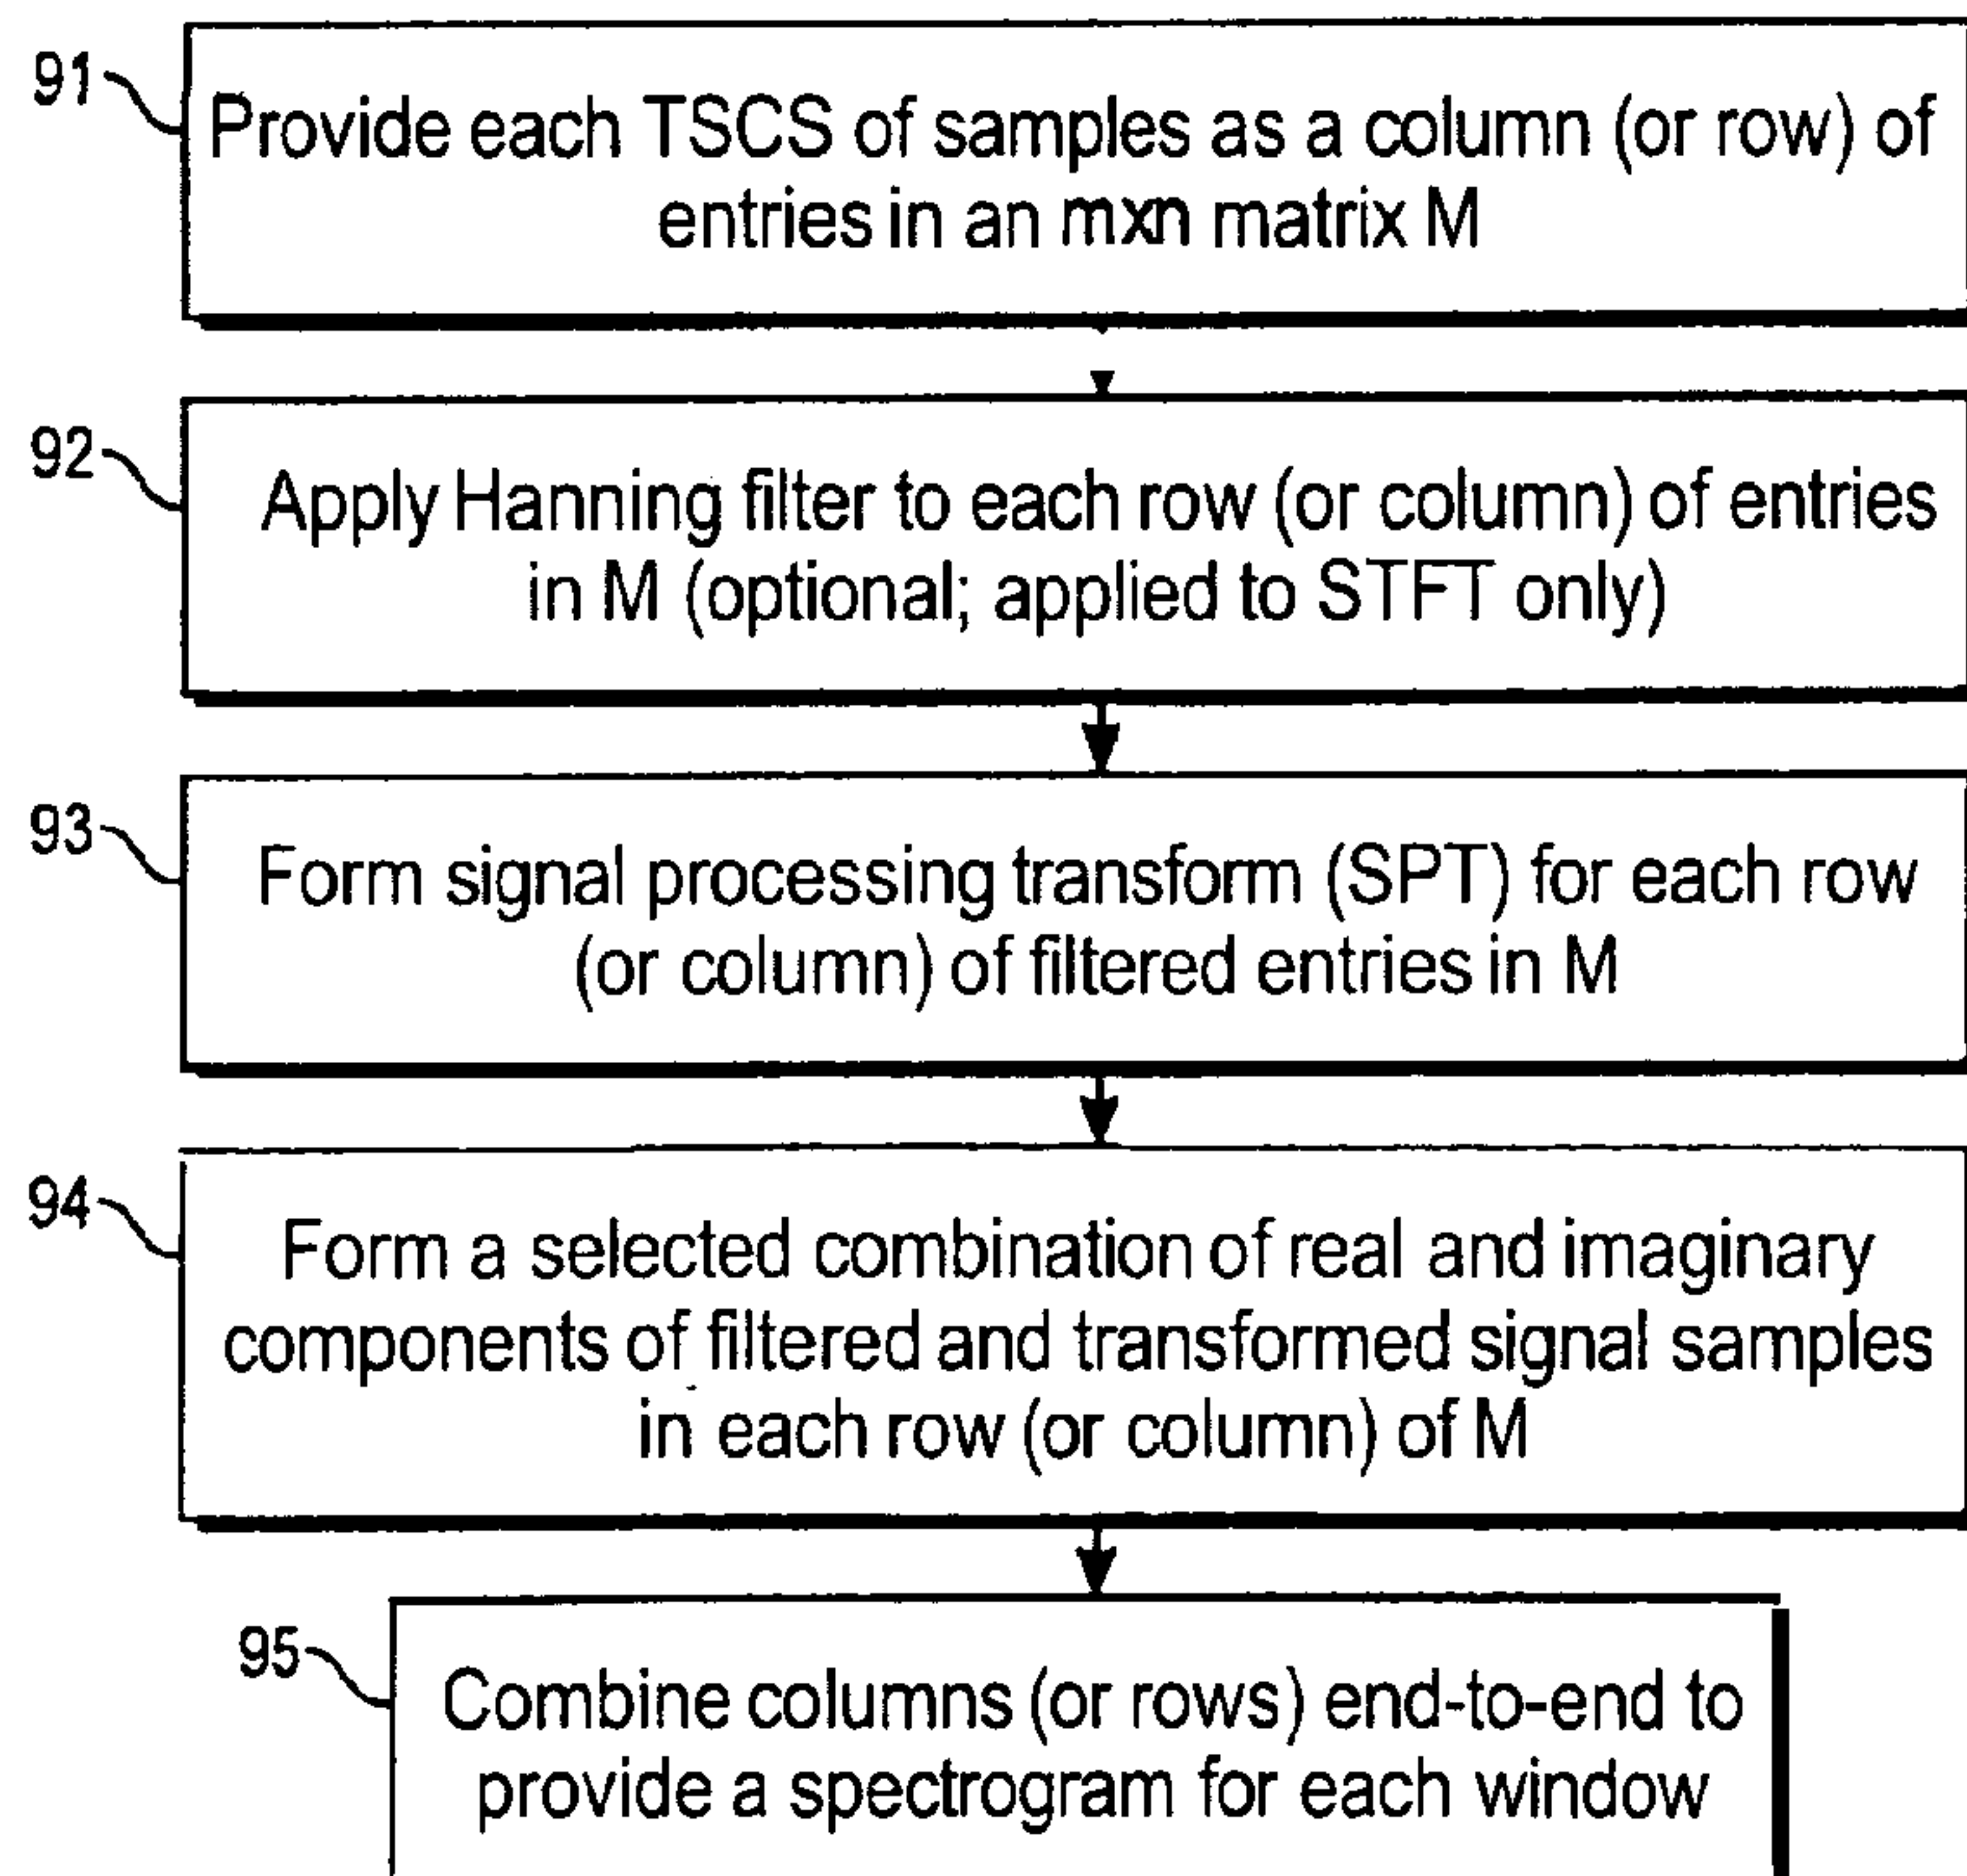 91
Provide each TSCS of samples as a column (or row) of
entries in an mxn matrix M
92
Apply Hanning filter to each row (or column) of entries
in M (optional; applied to STFT only)
93
Form signal processing transform (SPT) for each row
(or column) of filtered entries in M
94
Form a selected combination of real and imaginary
components of filtered and transformed signal samples
in each row (or column) of M
95
Combine columns (or rows) end-to-end to
provide a spectrogram for each window